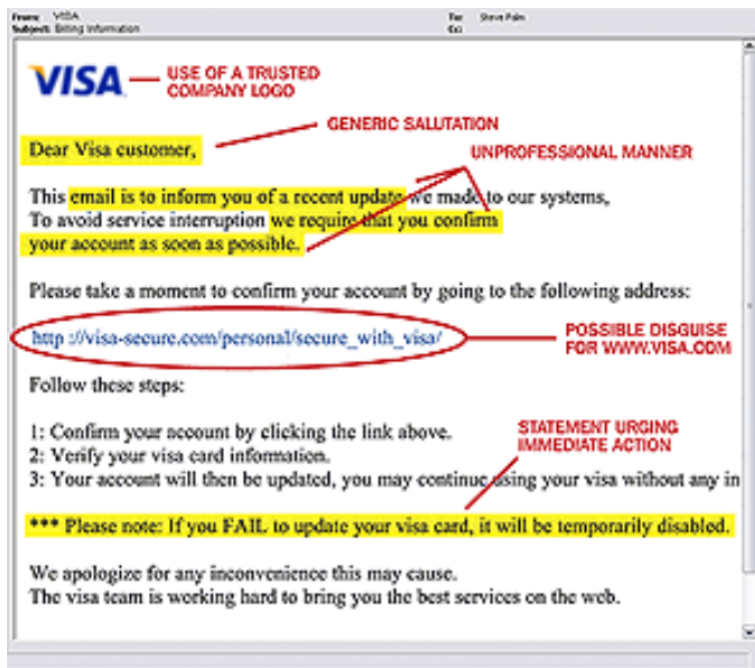 From: VISA To: Steve Palm
Subject: Billing Information Cc:
VISA
USE OF A TRUSTED
COMPANY LOGO
GENERIC SALUTATION
Dear Visa customer,
UNPROFESSIONAL MANNER
This email is to inform you of a recent update we made to our systems,
To avoid service interruption we require that you confirm
your account as soon as possible.
Please take a moment to confirm your account by going to the following address:
http ://visa-secure.com/personal/secure_with_visa/
POSSIBLE DISGUISE
FOR WWW.VISA.COM
Follow these steps:
1: Confirm your account by clicking the link above.
STATEMENT URGING
IMMEDIATE ACTION
2: Verify your visa card information.
3: Your account will then be updated, you may continue using your visa without any in
*** Please note: If you FAIL to update your visa card, it will be temporarily disabled.
We apologize for any inconvenience this may cause.
The visa team is working hard to bring you the best services on the web.